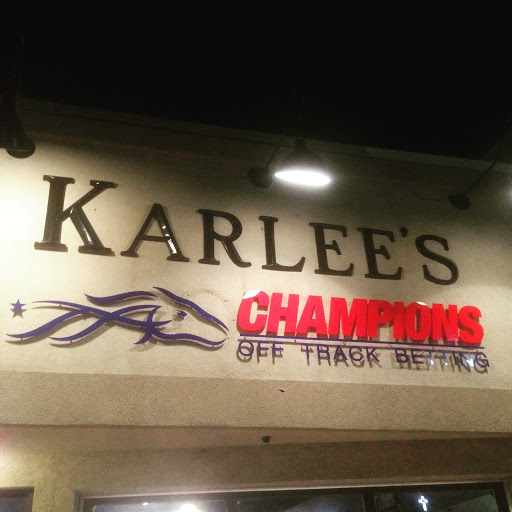 KARLEE'S
CHAMPIONS
OFF TRACK BETTING